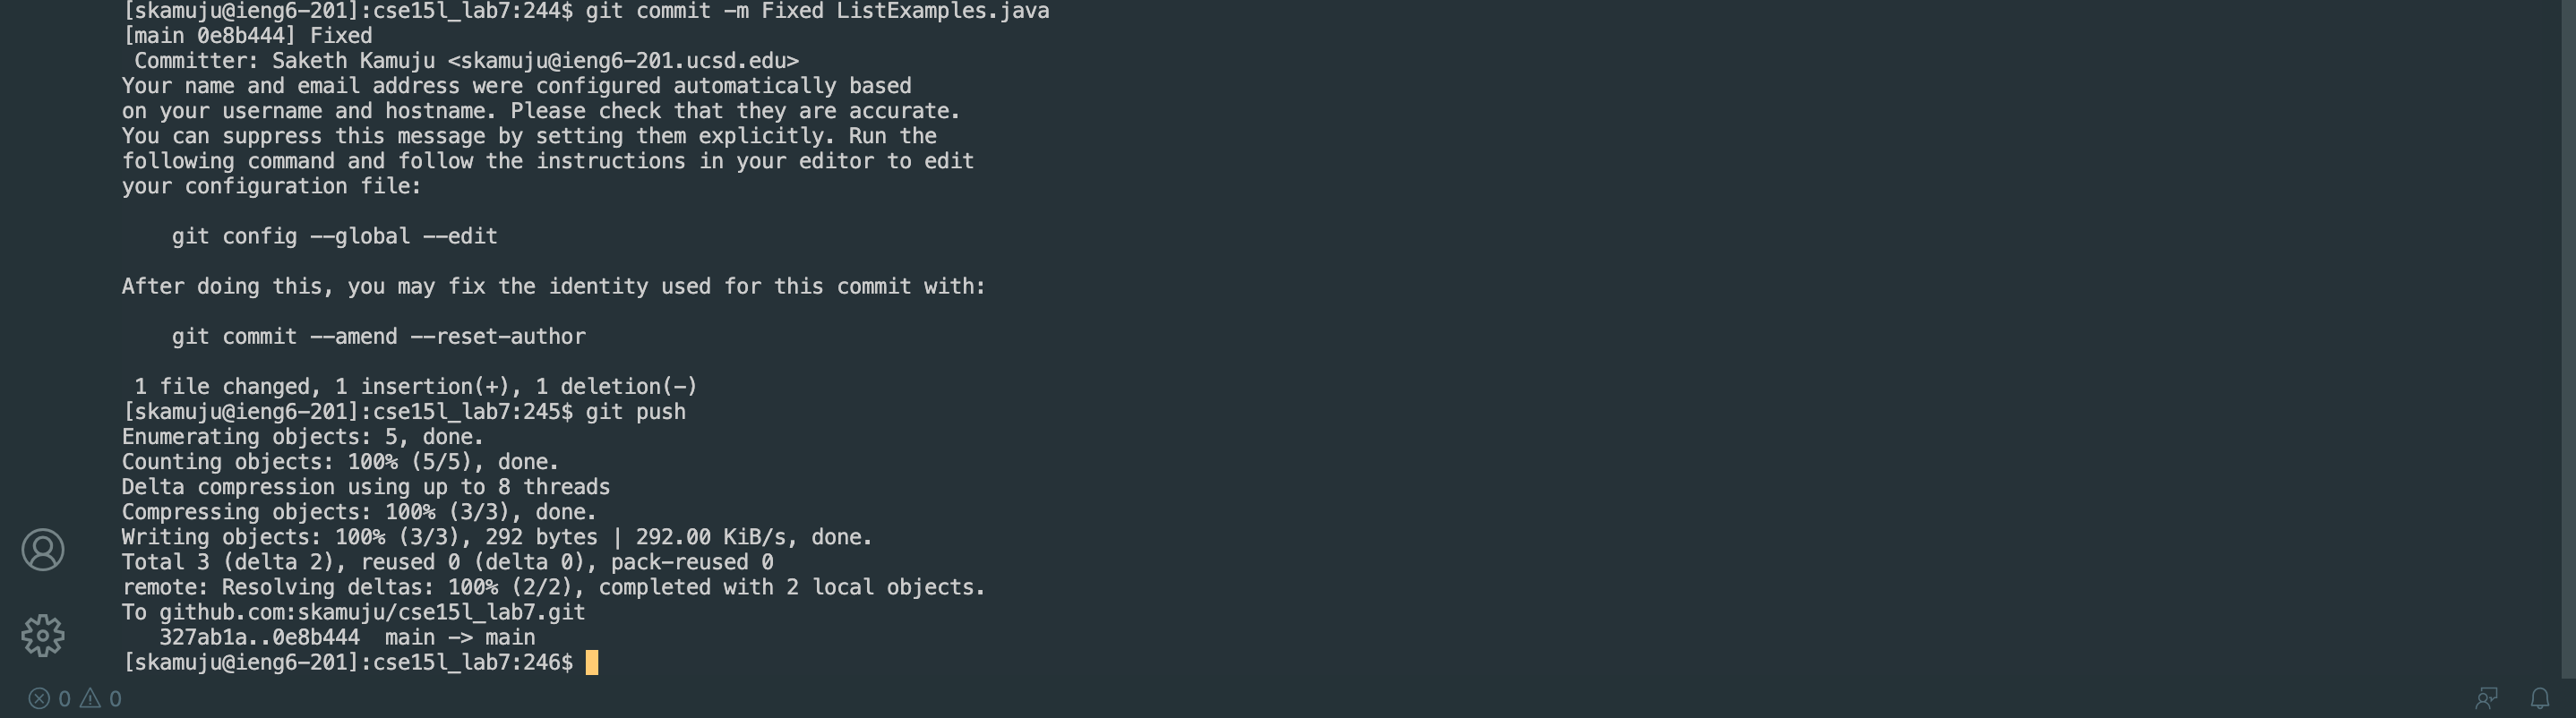 [skamuju@ieng6-201]:cse15l_lab7:244$ git commit -m Fixed ListExamples.java
[main 0e8b444] Fixed
 Committer: Saketh Kamuju <skamuju@ieng6-201.ucsd.edu>
Your name and email address were configured automatically based
on your username and hostname. Please check that they are accurate.
You can suppress this message by setting them explicitly. Run the
following command and follow the instructions in your editor to edit
your configuration file:

    git config --global --edit

After doing this, you may fix the identity used for this commit with:

    git commit --amend --reset-author

 1 file changed, 1 insertion(+), 1 deletion(-)
[skamuju@ieng6-201]:cse15l_lab7:245$ git push
Enumerating objects: 5, done.
Counting objects: 100% (5/5), done.
Delta compression using up to 8 threads
Compressing objects: 100% (3/3), done.
Writing objects: 100% (3/3), 292 bytes | 292.00 KiB/s, done.
Total 3 (delta 2), reused 0 (delta 0), pack-reused 0
remote: Resolving deltas: 100% (2/2), completed with 2 local objects.
To github.com:skamuju/cse15l_lab7.git
   327ab1a..0e8b444  main -> main
[skamuju@ieng6-201]:cse15l_lab7:246$
0 0